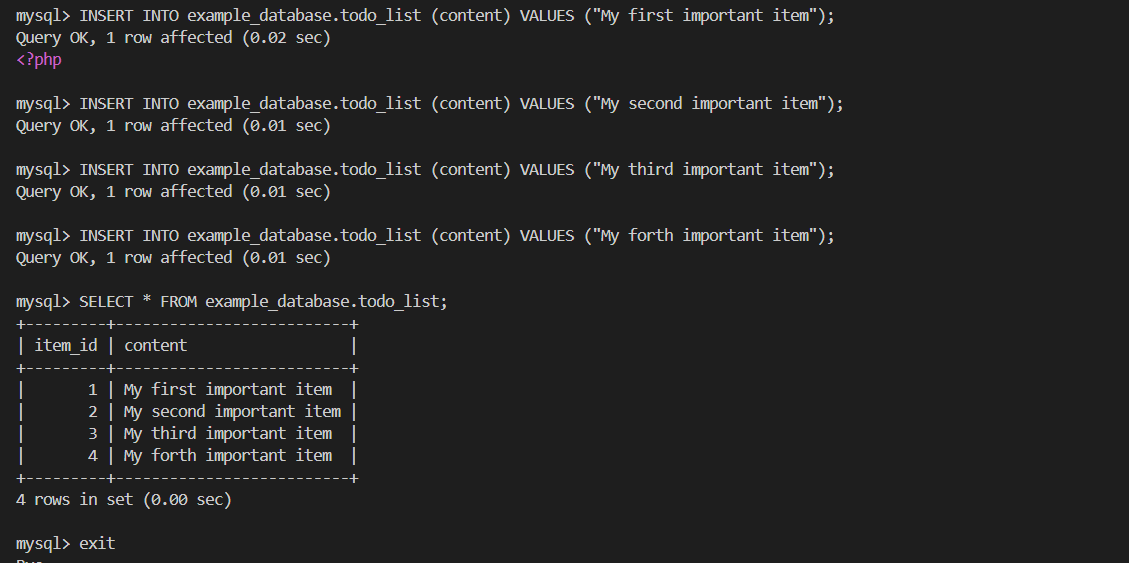 mysql> INSERT INTO example_database.todo_list (content) VALUES ("My first important item");
Query OK, 1 row affected (0.02 sec)
<?php
mysql> INSERT INTO example_database.todo_list (content) VALUES ("My second important item");
Query OK, 1 row affected (0.01 sec)
mysql> INSERT INTO example_database.todo_list (content) VALUES ("My third important item");
Query OK, 1 row affected (0.01 sec)
mysql> INSERT INTO example_database.todo_list (content) VALUES ("My forth important item");
Query OK, 1 row affected (0.01 sec)
mysql> SELECT * FROM example_database.todo_list;
+---------+--------------------------+
| item_id | content                  |
+---------+--------------------------+
|       1 | My first important item  |
|       2 | My second important item |
|       3 | My third important item  |
|       4 | My forth important item  |
+---------+--------------------------+
4 rows in set (0.00 sec)
mysql> exit